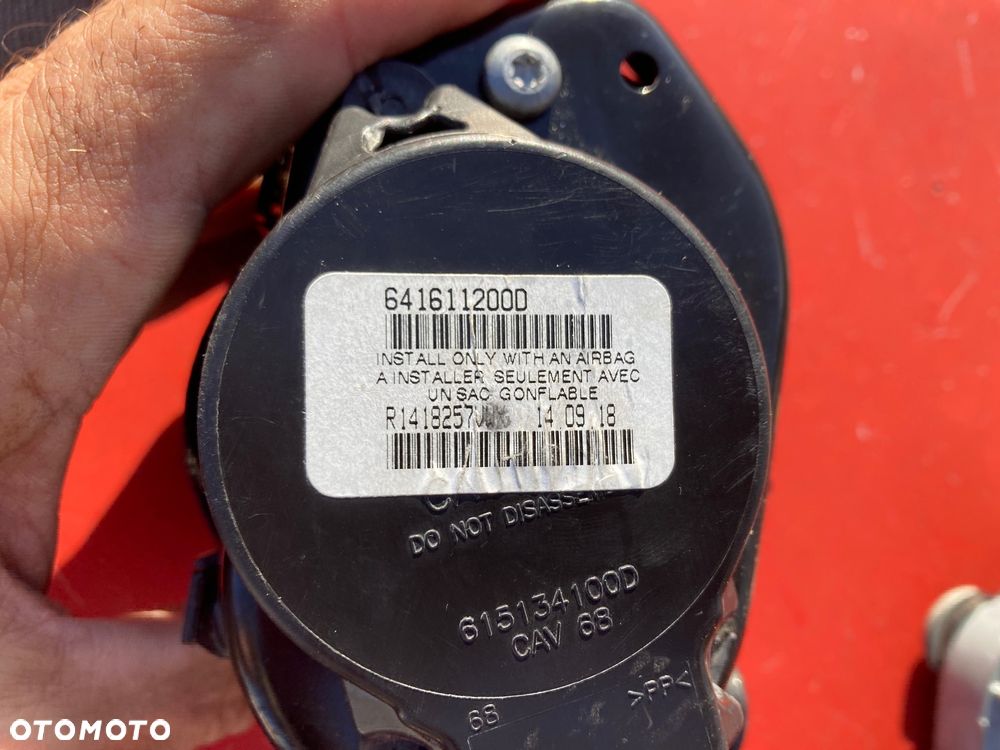 641611200D
INSTALL ONLY WITH AN AIRBAG
A INSTALLER SEULEMENT AVEC
UN SAC GONFLABLE
14 09 18
DO NOT
615134100D
CAV 68
>PP<
68
OTOMOTO